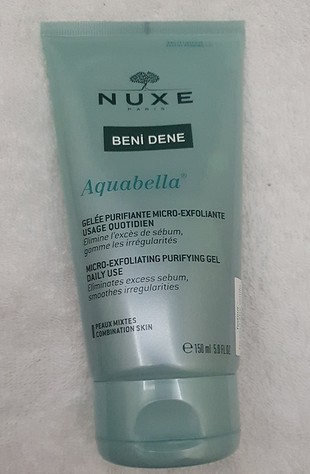 NUXE
PARIS
BENİ DENE
Aquabella®
GELÉE PURIFIANTE MICRO-EXFOLIANTE
USAGE QUOTIDIEN
Elimine l'excès de sébum,
gomme les irrégularités
MICRO-EXFOLIATING PURIFYING GEL
DAILY USE
Eliminates excess sebum,
smoothes irregularities
PEAUX MIXTES
COMBINATION SKIN
℮150 ml 5.0 FL.OZ.